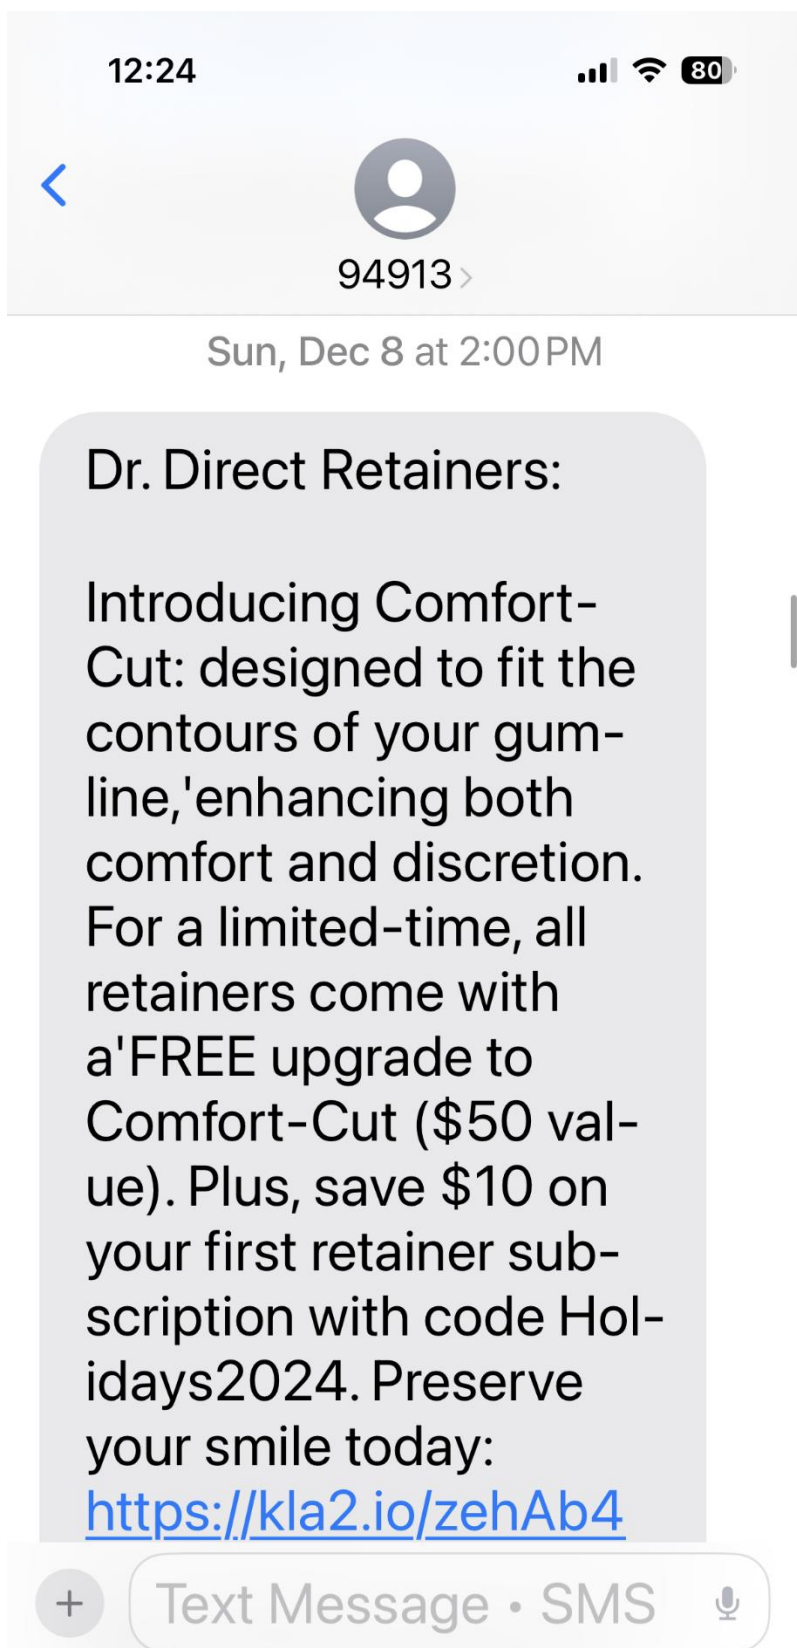 12:24
80
94913
Sun, Dec 8 at 2:00 PM
Dr. Direct Retainers:
Introducing Comfort-
Cut: designed to fit the
contours of your gum-
line,'enhancing both
comfort and discretion.
For a limited-time, all
retainers come with
a'FREE upgrade to
Comfort-Cut ($50 val-
ue). Plus, save $10 on
your first retainer sub-
scription with code Hol-
idays2024. Preserve
your smile today:
https://kla2.io/zehAb4
Text Message • SMS